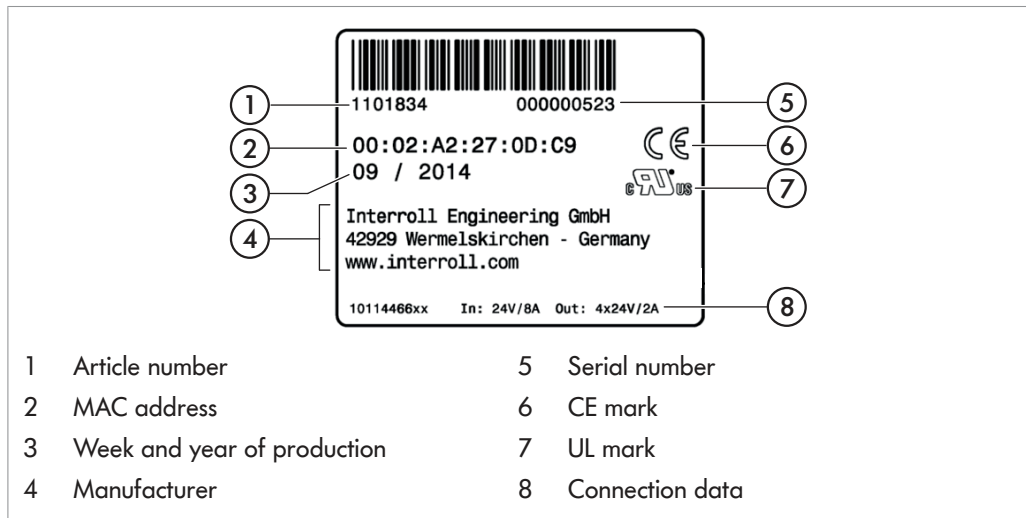 1101834 000000523
00:02:A2:27:0D:C9
09 / 2014
Interroll Engineering GmbH
42929 Wermelskirchen - Germany
www.interroll.com
10114466xx In: 24V/8A Out: 4x24V/2A
CE
c RU US
1
2
3
4
5
6
7
8
1 Article number
2 MAC address
3 Week and year of production
4 Manufacturer
5 Serial number
6 CE mark
7 UL mark
8 Connection data